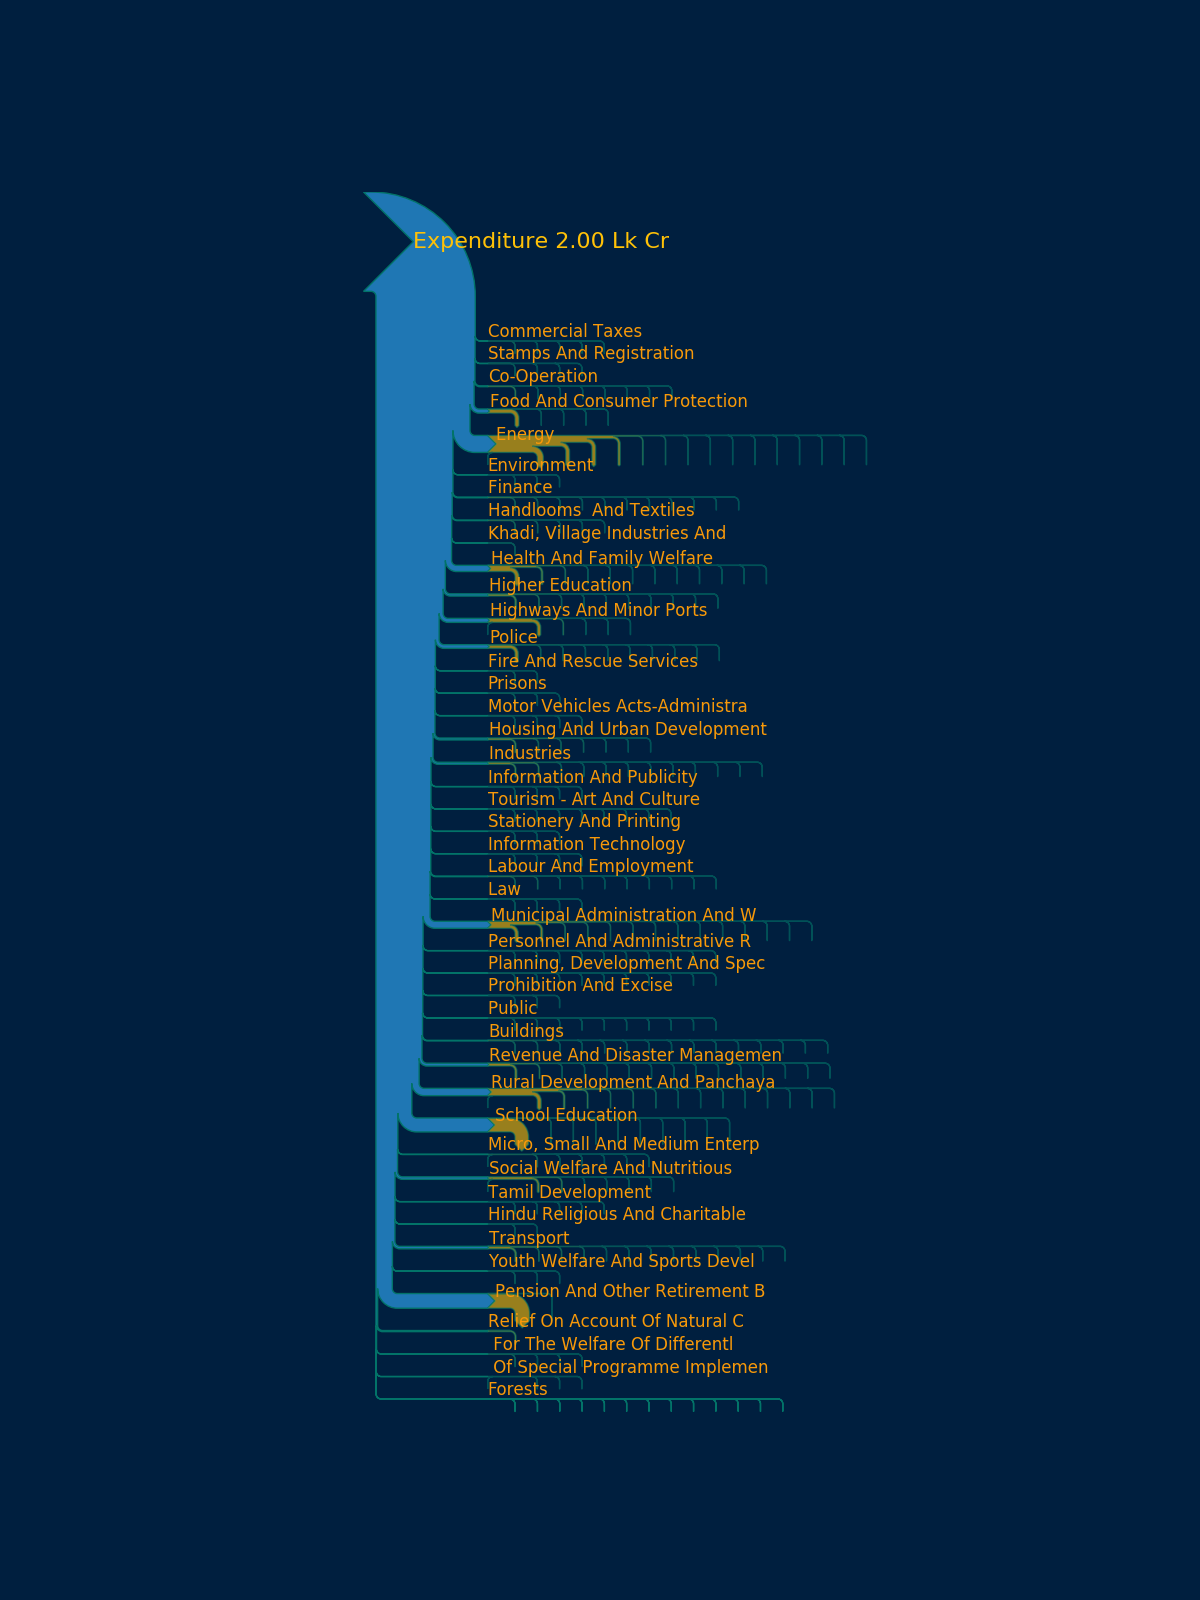 Expenditure 2.00 Lk Cr
Commercial Taxes
Stamps And Registration
Co-Operation
Food And Consumer Protection
Energy
Environment
Finance
Handlooms  And Textiles
Khadi, Village Industries And
Health And Family Welfare
Higher Education
Highways And Minor Ports
Police
Fire And Rescue Services
Prisons
Motor Vehicles Acts-Administra
Housing And Urban Development
Industries
Information And Publicity
Tourism - Art And Culture
Stationery And Printing
Information Technology
Labour And Employment
Law
Municipal Administration And W
Personnel And Administrative R
Planning, Development And Spec
Prohibition And Excise
Public
Buildings
Revenue And Disaster Managemen
Rural Development And Panchaya
School Education
Micro, Small And Medium Enterp
Social Welfare And Nutritious
Tamil Development
Hindu Religious And Charitable
Transport
Youth Welfare And Sports Devel
Pension And Other Retirement B
Relief On Account Of Natural C
For The Welfare Of Differentl
Of Special Programme Implemen
Forests